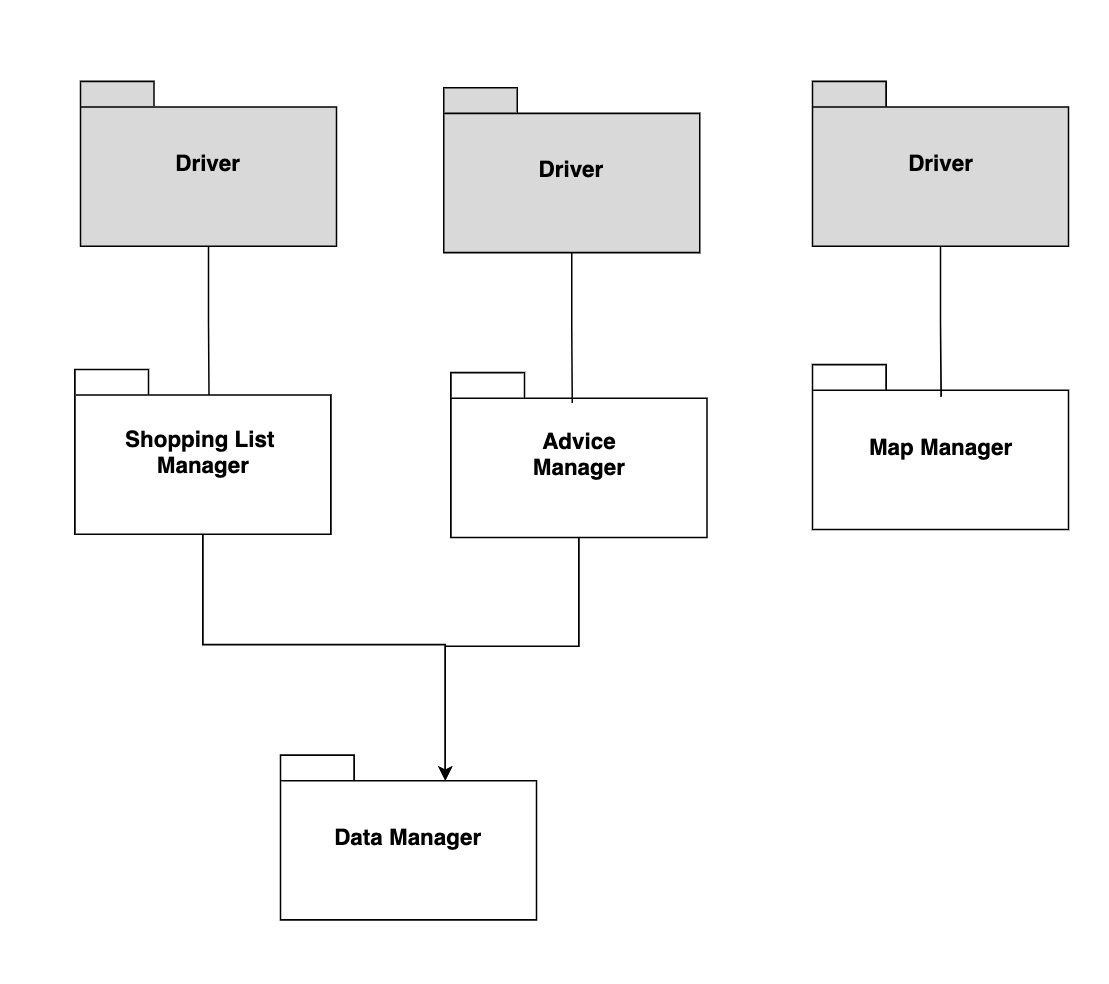 Driver
Driver
Driver
Shopping List
Manager
Advice
Manager
Map Manager
Data Manager